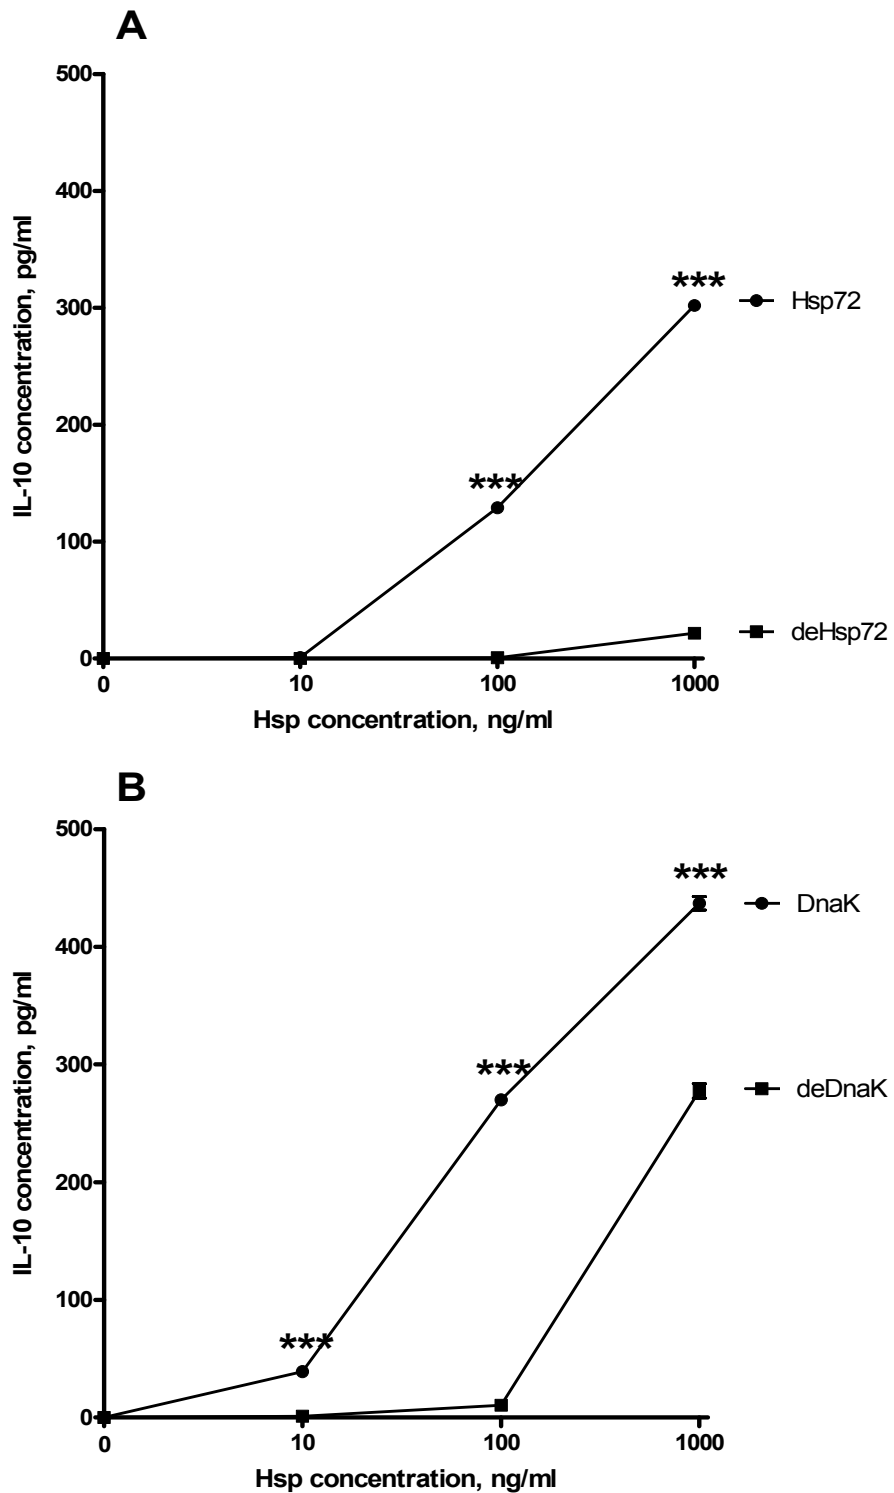 A
500
400
300
200
100
0
IL-10 concentration, pg/ml
***
***
Hsp72
deHsp72
0 10 100 1000
Hsp concentration, ng/ml
B
500
400
300
200
100
0
IL-10 concentration, pg/ml
***
***
***
DnaK
deDnaK
0 10 100 1000
Hsp concentration, ng/ml